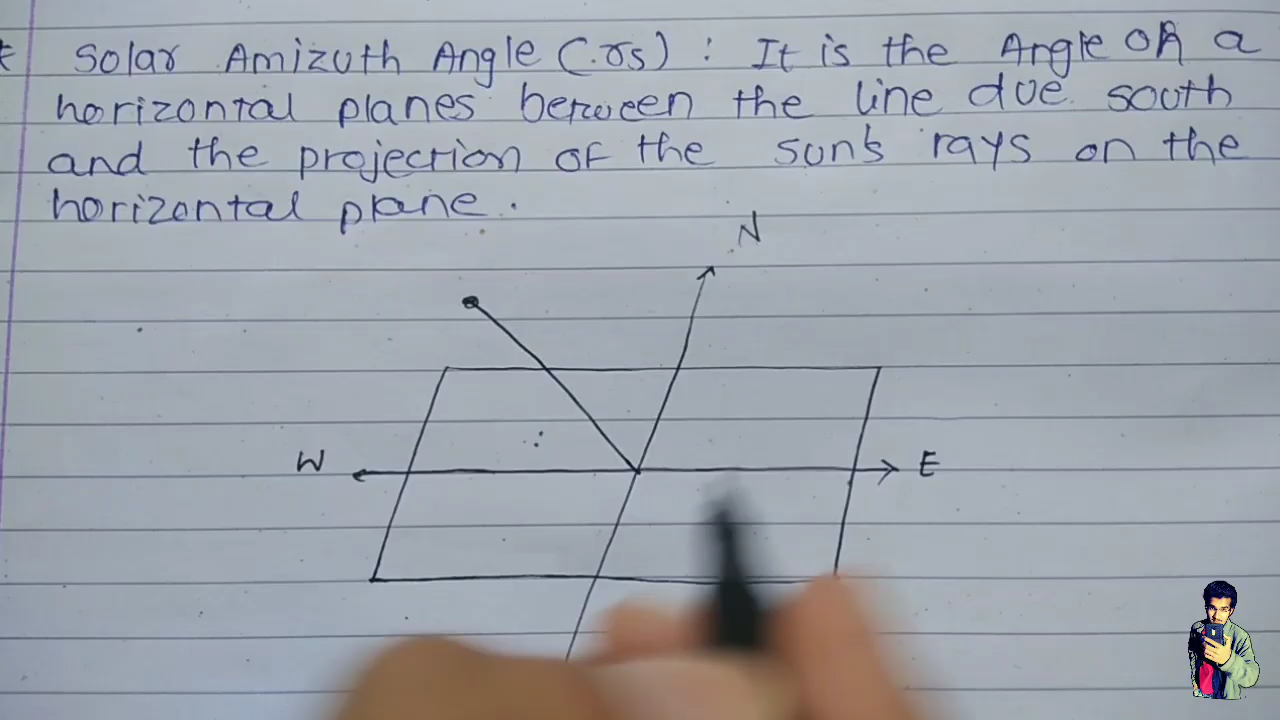 Solar Amizuth Angle (γs) : It is the Angle on a
horizontal planes between the line due south
and the projection of the sun's rays on the
horizontal plane.
N
W
E